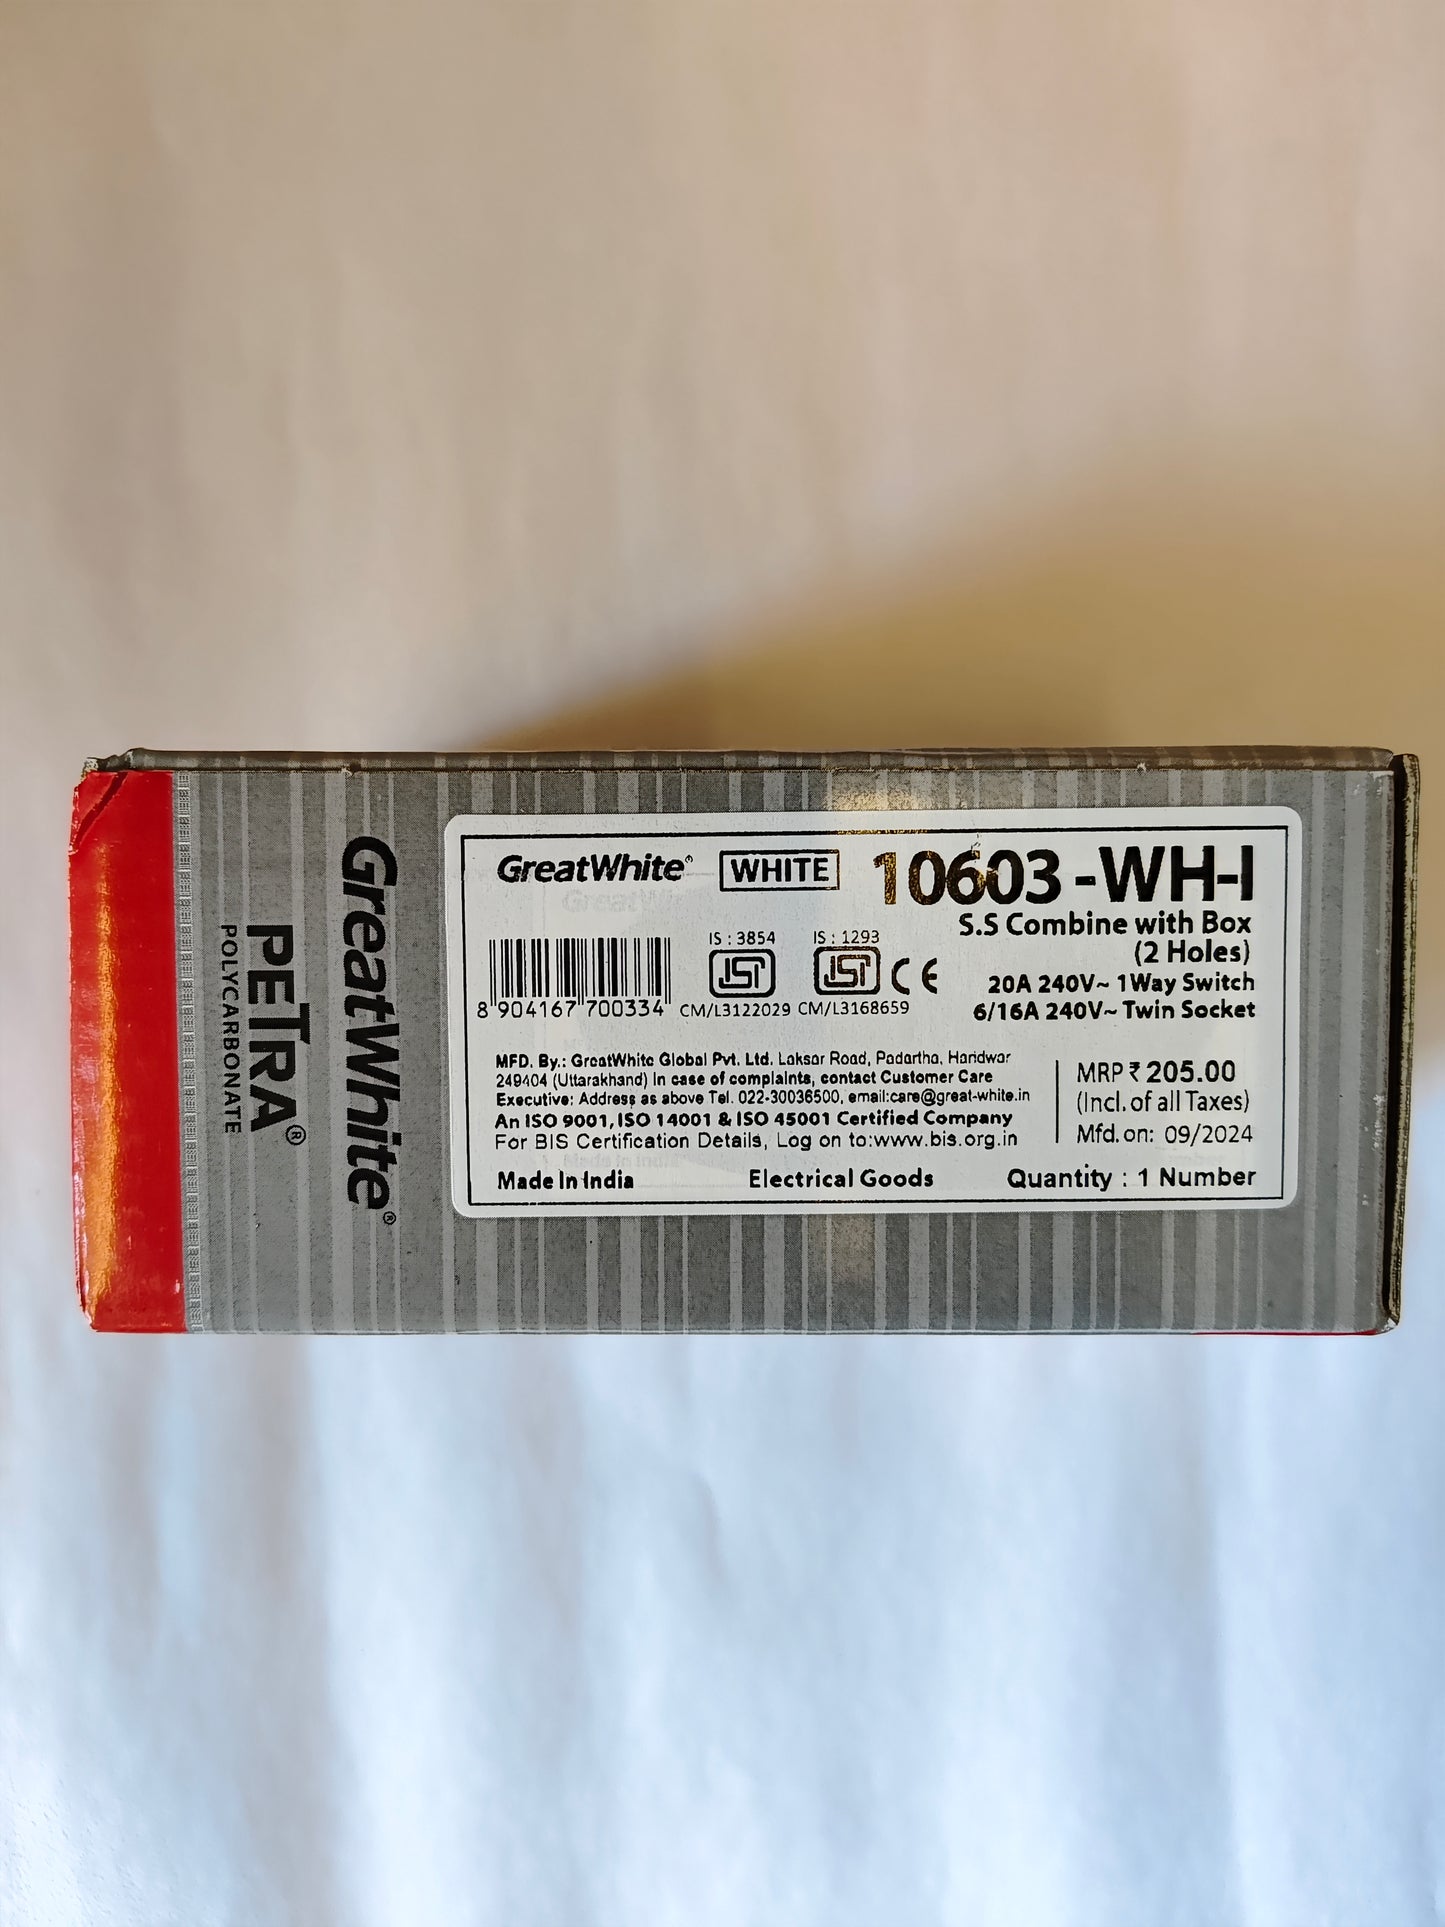 PETRA®
POLYCARBONATE
GreatWhite®
GreatWhite®
WHITE
10603-WH-I
S.S Combine with Box
(2 Holes)
20A 240V~ 1Way Switch
6/16A 240V~ Twin Socket
IS : 3854
IS : 1293
ISI
ISI
CE
8 904167 700334
CM/L3122029
CM/L3168659
MFD. By.: GreatWhite Global Pvt. Ltd. Laksar Road, Padartha, Haridwar
249404 (Uttarakhand) In case of complaints, contact Customer Care
Executive: Address as above Tel. 022-30036500, email:care@great-white.in
An ISO 9001, ISO 14001 & ISO 45001 Certified Company
For BIS Certification Details, Log on to:www.bis.org.in
MRP ₹ 205.00
(Incl. of all Taxes)
Mfd. on: 09/2024
Made In India
Electrical Goods
Quantity : 1 Number